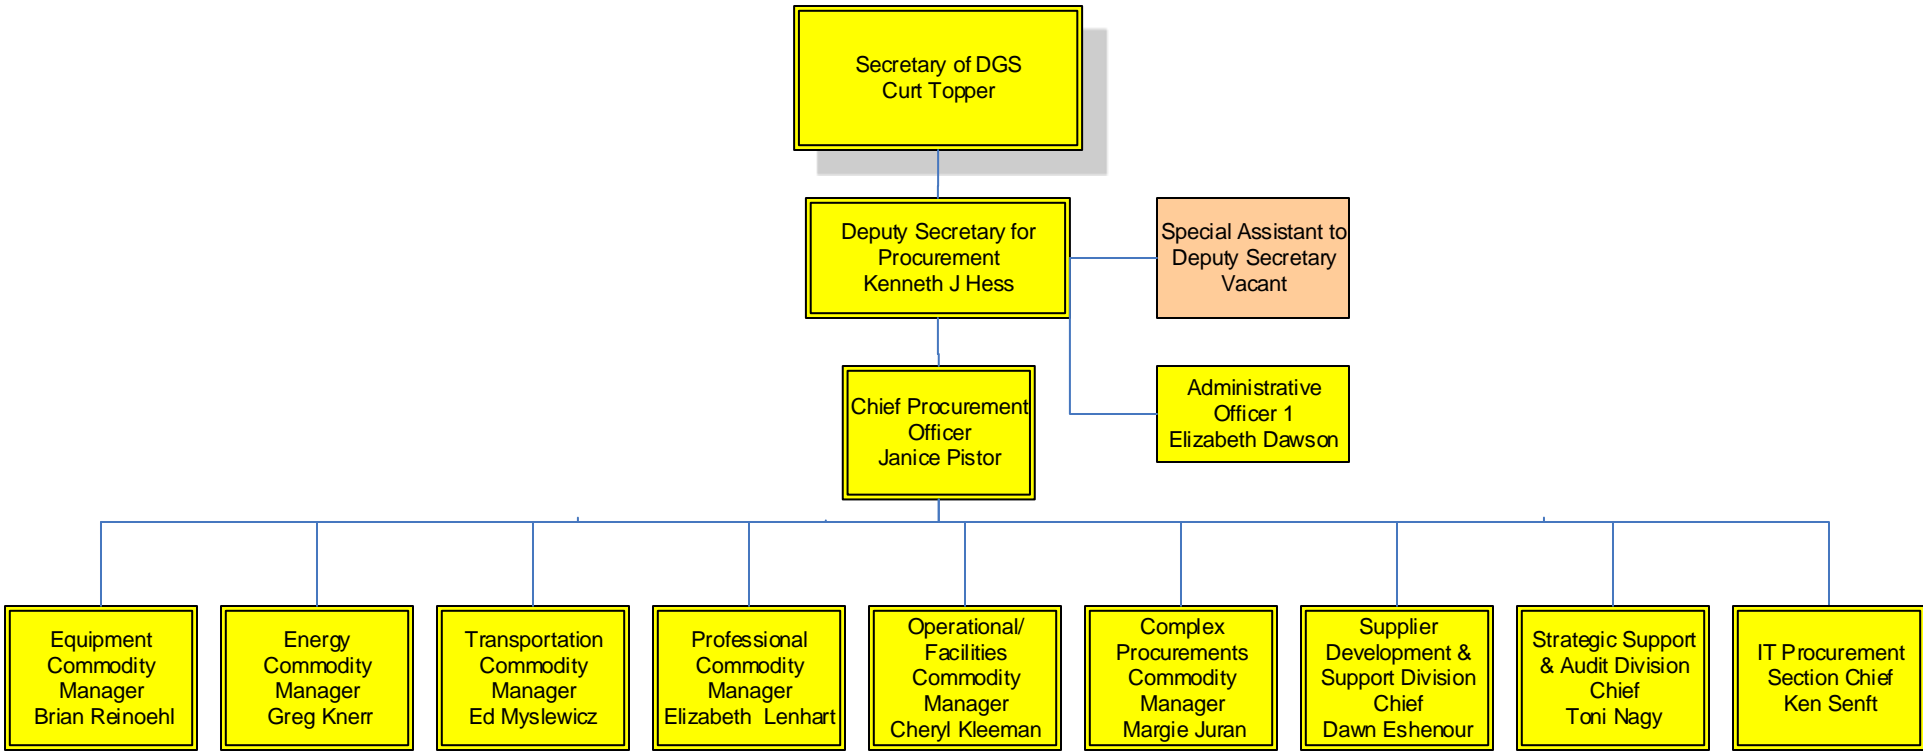 Secretary of DGS
Curt Topper
Deputy Secretary for
Procurement
Kenneth J Hess
Special Assistant to
Deputy Secretary
Vacant
Chief Procurement
Officer
Janice Pistor
Administrative
Officer 1
Elizabeth Dawson
Equipment
Commodity
Manager
Brian Reinoehl
Energy
Commodity
Manager
Greg Knerr
Transportation
Commodity
Manager
Ed Myslewicz
Professional
Commodity
Manager
Elizabeth Lenhart
Operational/
Facilities
Commodity
Manager
Cheryl Kleeman
Complex
Procurements
Commodity
Manager
Margie Juran
Supplier
Development &
Support Division
Chief
Dawn Eshenour
Strategic Support
& Audit Division
Chief
Toni Nagy
IT Procurement
Section Chief
Ken Senft